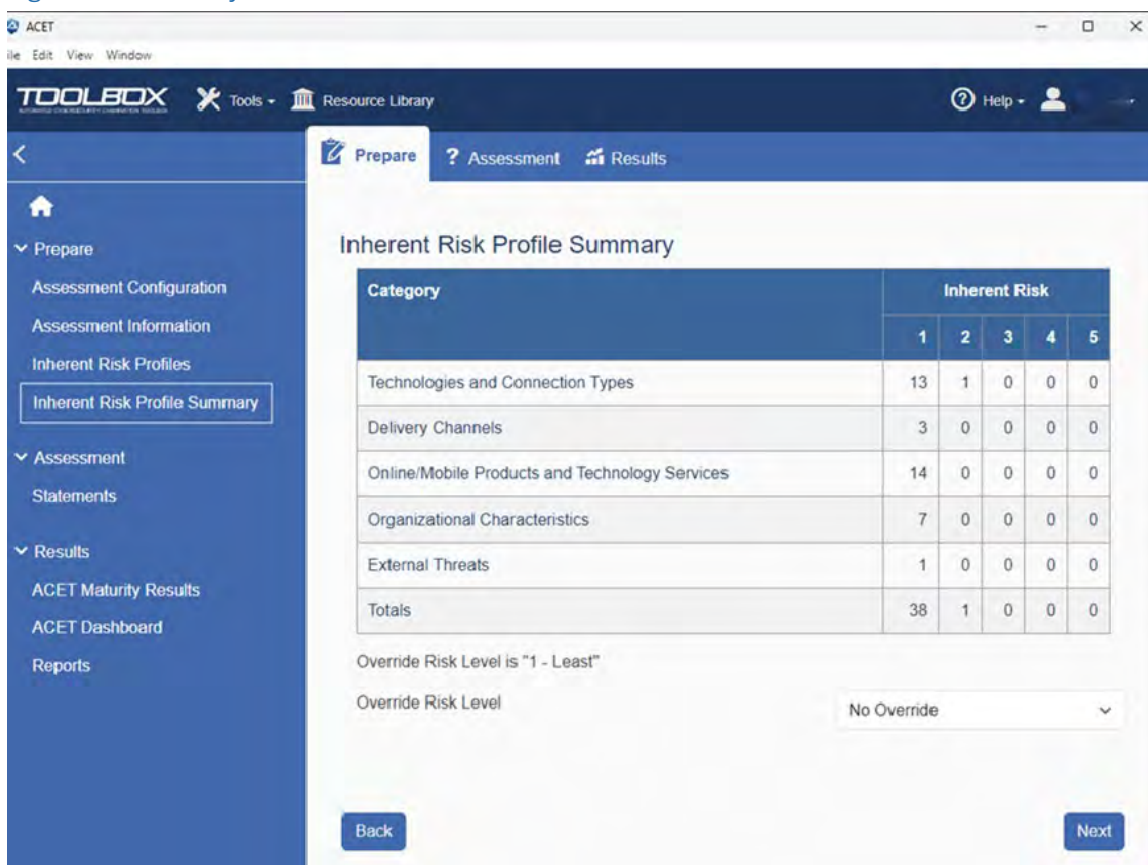 ACET
Edit View Window
TOOLBOX Tools Resource Library Help
Prepare ? Assessment Results
Prepare
Assessment Configuration
Assessment Information
Inherent Risk Profiles
Inherent Risk Profile Summary
Assessment
Statements
Results
ACET Maturity Results
ACET Dashboard
Reports
Inherent Risk Profile Summary
Category Inherent Risk
1 2 3 4 5
Technologies and Connection Types 13 1 0 0 0
Delivery Channels 3 0 0 0 0
Online/Mobile Products and Technology Services 14 0 0 0 0
Organizational Characteristics 7 0 0 0 0
External Threats 1 0 0 0 0
Totals 38 1 0 0 0
Override Risk Level is "1 - Least"
Override Risk Level No Override
Back Next